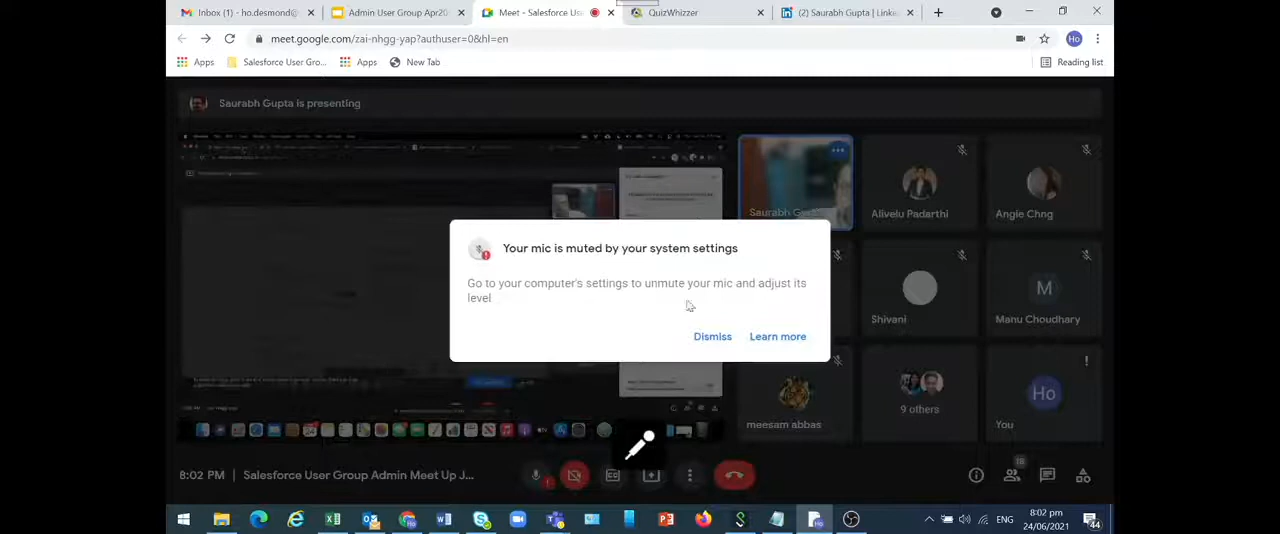 Inbox (1) - ho.desmond@
Admin User Group Apr20
Meet - Salesforce Use
QuizWhizzer
(2) Saurabh Gupta | Linke
meet.google.com/zai-nhgg-yap?authuser=0&hl=en
Ho
Apps
Salesforce User Gro...
Apps
New Tab
Reading list
Saurabh Gupta is presenting
Saurabh G
Alivelu Padarthi
Angie Chng
Your mic is muted by your system settings
Go to your computer's settings to unmute your mic and adjust its
level
Dismiss
Learn more
Shivani
M
Manu Choudhary
meesam abbas
9 others
Ho
You
8:02 PM | Salesforce User Group Admin Meet Up J...
18
ENG
8:02 pm
24/06/2021
44